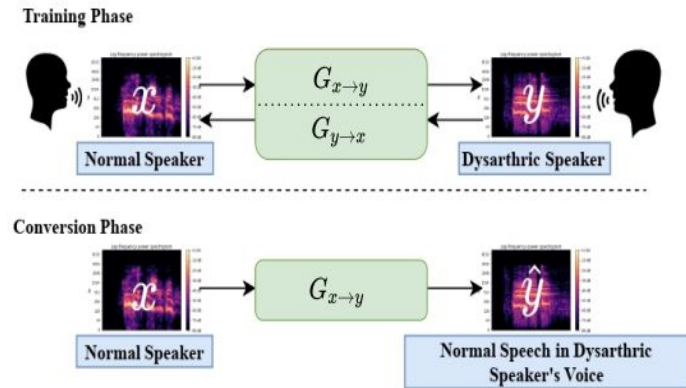 Training Phase
x
G_{x→y}
G_{y→x}
y
Normal Speaker
Dysarthric Speaker
Conversion Phase
x
G_{x→y}
ŷ
Normal Speaker
Normal Speech in Dysarthric
Speaker's Voice